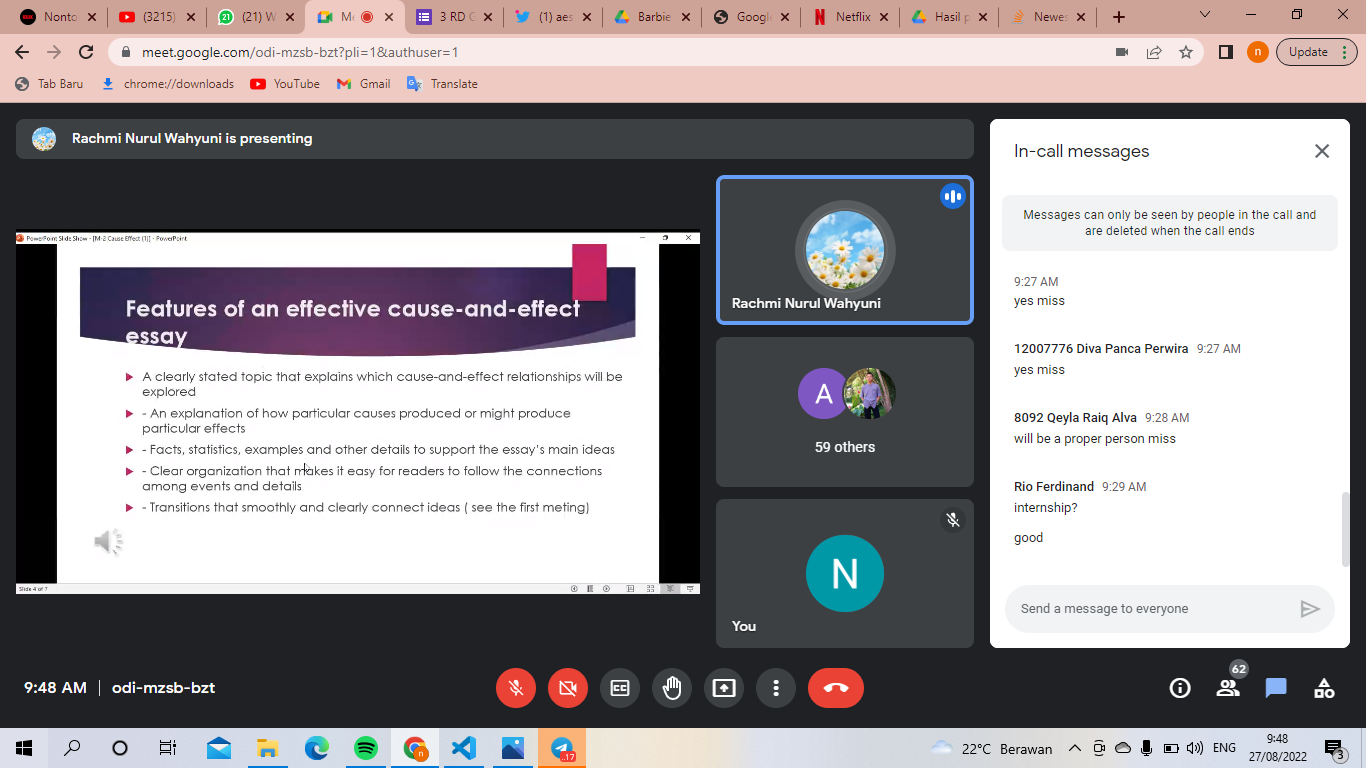 Nonto
(3215)
(21) W
Me
3 RD G
(1) aes
Barbie
Google
Netflix
Hasil p
Newes
meet.google.com/odi-mzsb-bzt?pli=1&authuser=1
n
Update
Tab Baru
chrome://downloads
YouTube
Gmail
Translate
Rachmi Nurul Wahyuni is presenting
PowerPoint Slide Show - [M-2 Cause Effect (1)] - PowerPoint
Features of an effective cause-and-effect
essay
A clearly stated topic that explains which cause-and-effect relationships will be
explored
- An explanation of how particular causes produced or might produce
particular effects
- Facts, statistics, examples and other details to support the essay's main ideas
- Clear organization that makes it easy for readers to follow the connections
among events and details
- Transitions that smoothly and clearly connect ideas ( see the first meting)
Slide 4 of 7
Rachmi Nurul Wahyuni
A
59 others
N
You
In-call messages
Messages can only be seen by people in the call and
are deleted when the call ends
9:27 AM
yes miss
12007776 Diva Panca Perwira 9:27 AM
yes miss
8092 Qeyla Raiq Alva 9:28 AM
will be a proper person miss
Rio Ferdinand 9:29 AM
internship?
good
Send a message to everyone
9:48 AM | odi-mzsb-bzt
62
22°C Berawan
ENG
9:48
27/08/2022
3
..17